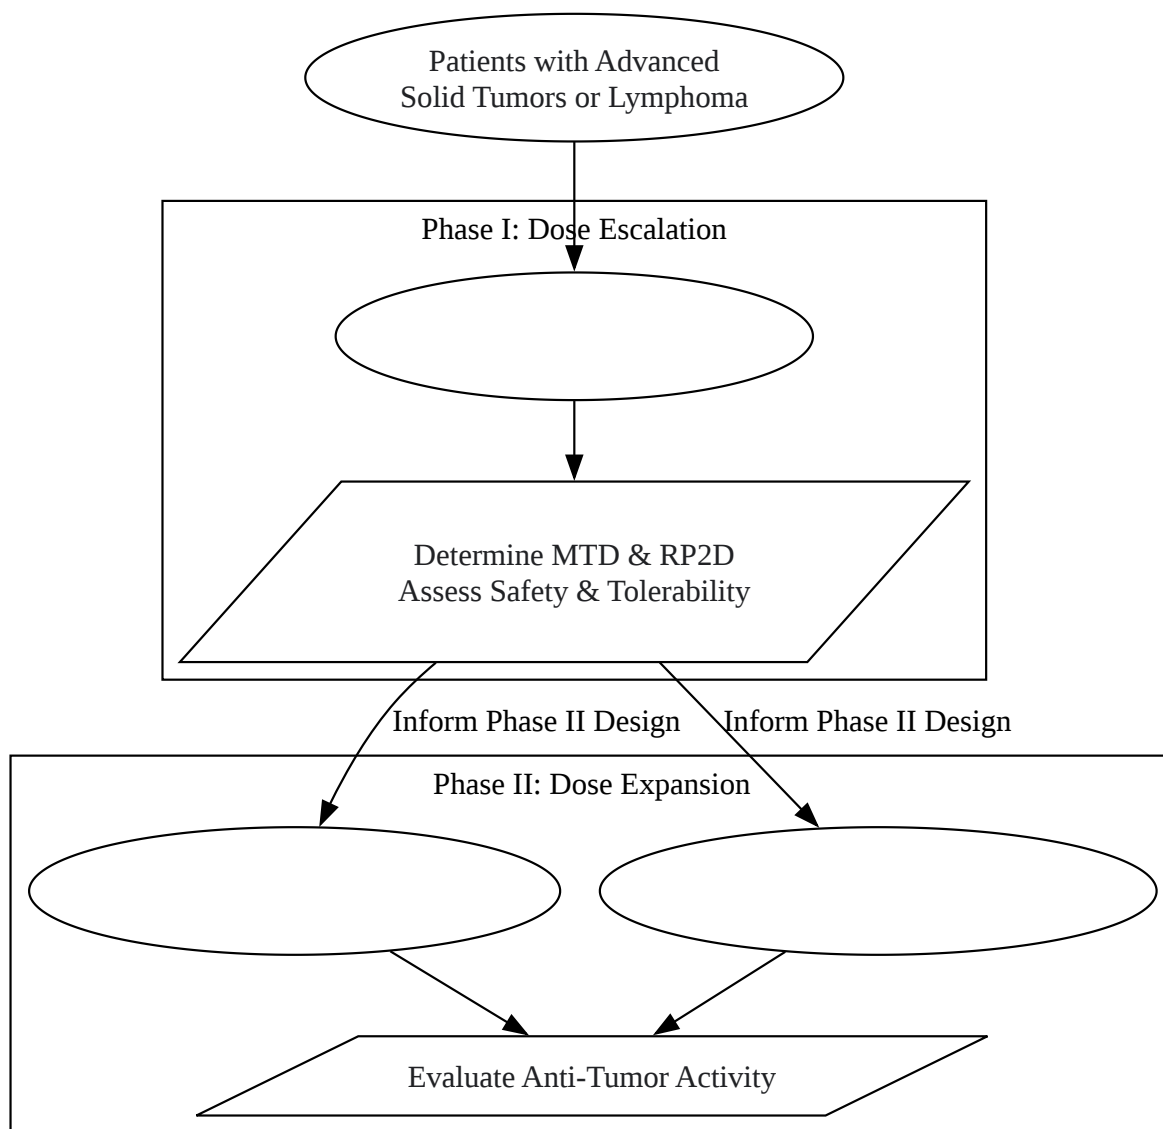 Patients with Advanced
Solid Tumors or Lymphoma
Phase I: Dose Escalation
Determine MTD & RP2D
Assess Safety & Tolerability
Inform Phase II Design
Inform Phase II Design
Phase II: Dose Expansion
Evaluate Anti-Tumor Activity